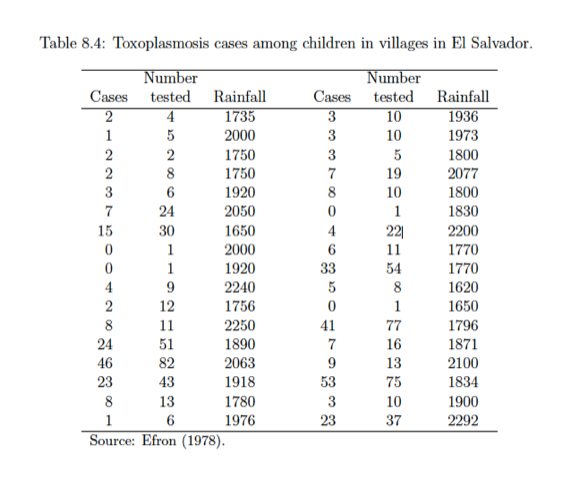 Table 8.4: Toxoplasmosis cases among children in villages in El Salvador.
Number Number
Cases tested Rainfall Cases tested Rainfall
2 4 1735 3 10 1936
1 5 2000 3 10 1973
2 2 1750 3 5 1800
2 8 1750 7 19 2077
3 6 1920 8 10 1800
7 24 2050 0 1 1830
15 30 1650 4 22 2200
0 1 2000 6 11 1770
0 1 1920 33 54 1770
4 9 2240 5 8 1620
2 12 1756 0 1 1650
8 11 2250 41 77 1796
24 51 1890 7 16 1871
46 82 2063 9 13 2100
23 43 1918 53 75 1834
8 13 1780 3 10 1900
1 6 1976 23 37 2292
Source: Efron (1978).